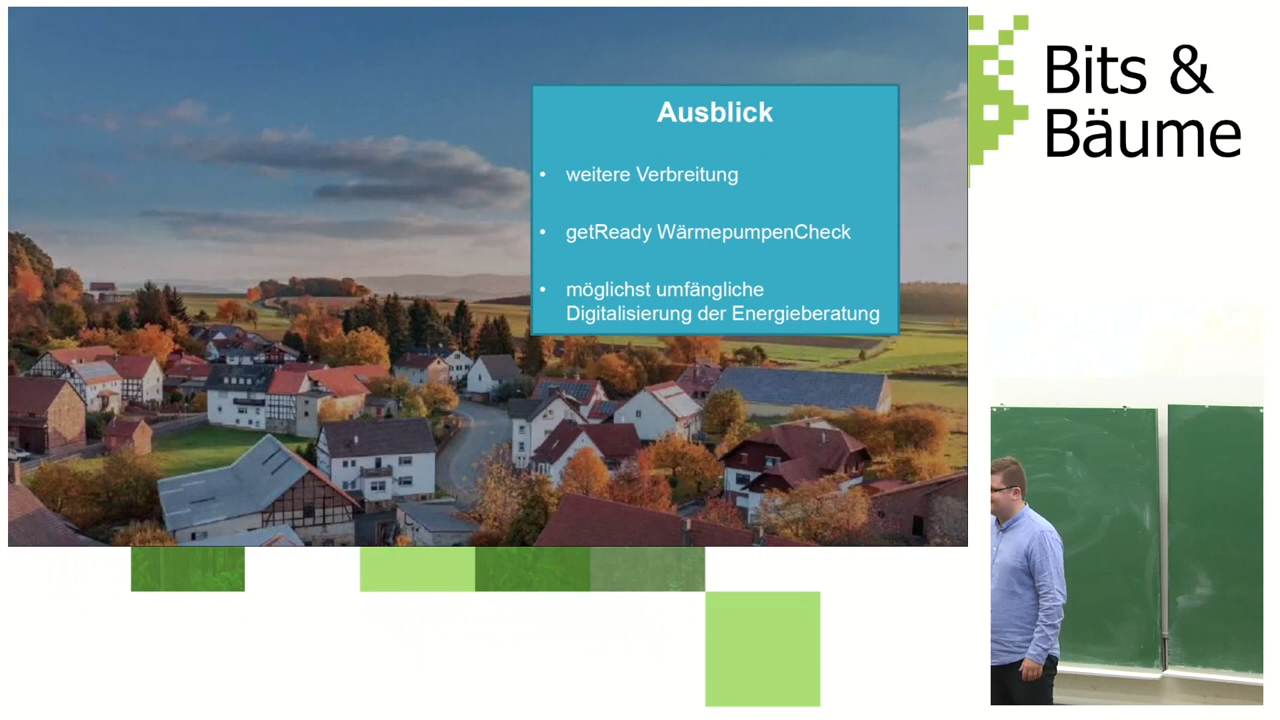 Ausblick
• weitere Verbreitung
• getReady WärmepumpenCheck
• möglichst umfängliche
Digitalisierung der Energieberatung
Bits &
Bäume